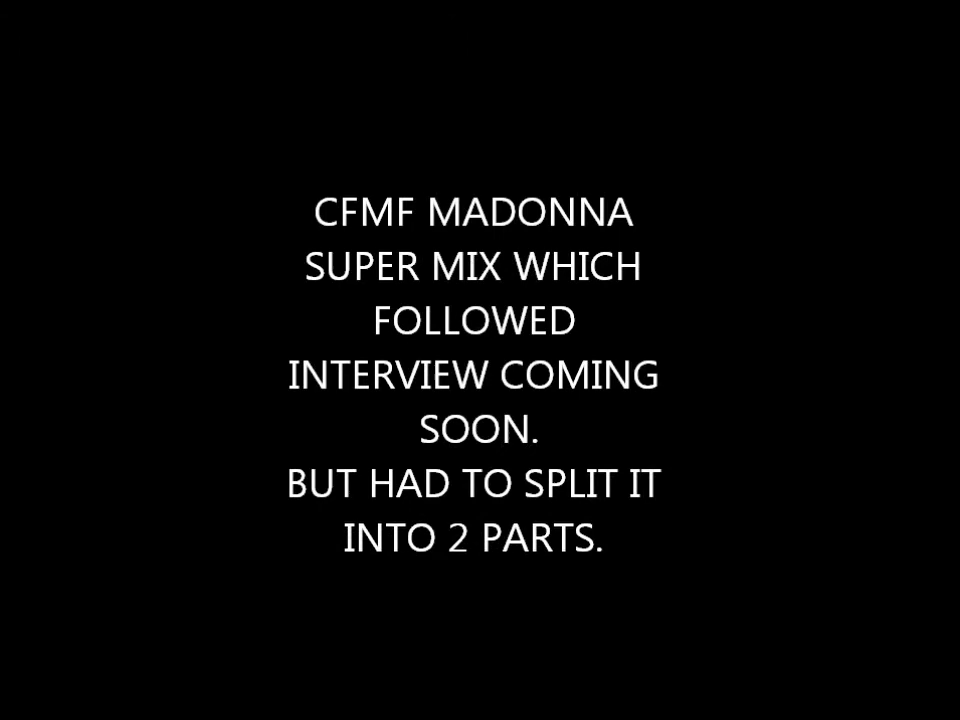 CFMF MADONNA
SUPER MIX WHICH
FOLLOWED
INTERVIEW COMING
SOON.
BUT HAD TO SPLIT IT
INTO 2 PARTS.